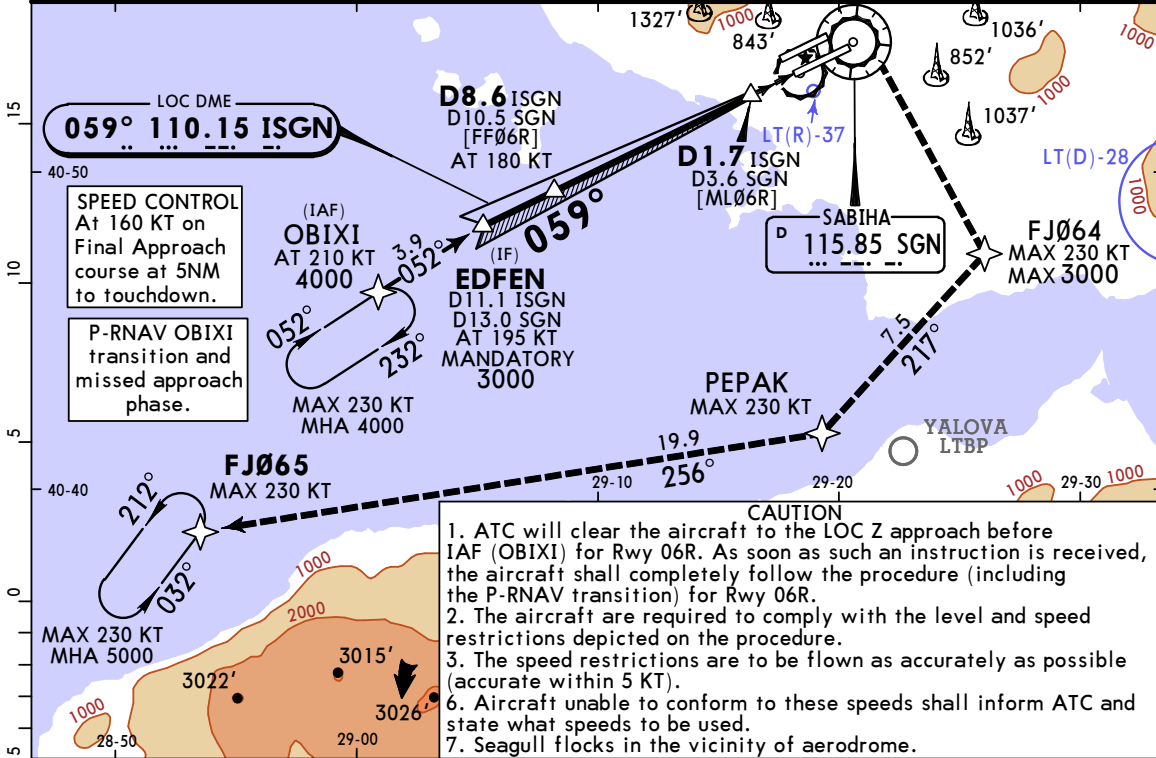 1327'
843'
1000
1036'
1000
852'
1000
1037'
LOC DME
059° 110.15 ISGN
D8.6 ISGN
D10.5 SGN
[FFØ6R]
AT 180 KT
LT(R)-37
D1.7 ISGN
D3.6 SGN
[MLØ6R]
LT(D)-28
1000
15
40-50
SPEED CONTROL
At 160 KT on
Final Approach
course at 5NM
to touchdown.
(IAF)
OBIXI
AT 210 KT
4000
3.9
052°
059°
(IF)
EDFEN
D11.1 ISGN
D13.0 SGN
AT 195 KT
MANDATORY
3000
SABIHA
D 115.85 SGN
FJØ64
MAX 230 KT
MAX 3000
10
052°
232°
MAX 230 KT
MHA 4000
P-RNAV OBIXI
transition and
missed approach
phase.
7.5
217°
PEPAK
MAX 230 KT
YALOVA
LTBP
5
19.9
256°
FJØ65
MAX 230 KT
40-40
29-10
29-20
29-30
1000
1000
212°
032°
MAX 230 KT
MHA 5000
0
1000
2000
3015'
3022'
3026'
1000
28-50
29-00
5
CAUTION
1. ATC will clear the aircraft to the LOC Z approach before
IAF (OBIXI) for Rwy 06R. As soon as such an instruction is received,
the aircraft shall completely follow the procedure (including
the P-RNAV transition) for Rwy 06R.
2. The aircraft are required to comply with the level and speed
restrictions depicted on the procedure.
3. The speed restrictions are to be flown as accurately as possible
(accurate within 5 KT).
6. Aircraft unable to conform to these speeds shall inform ATC and
state what speeds to be used.
7. Seagull flocks in the vicinity of aerodrome.